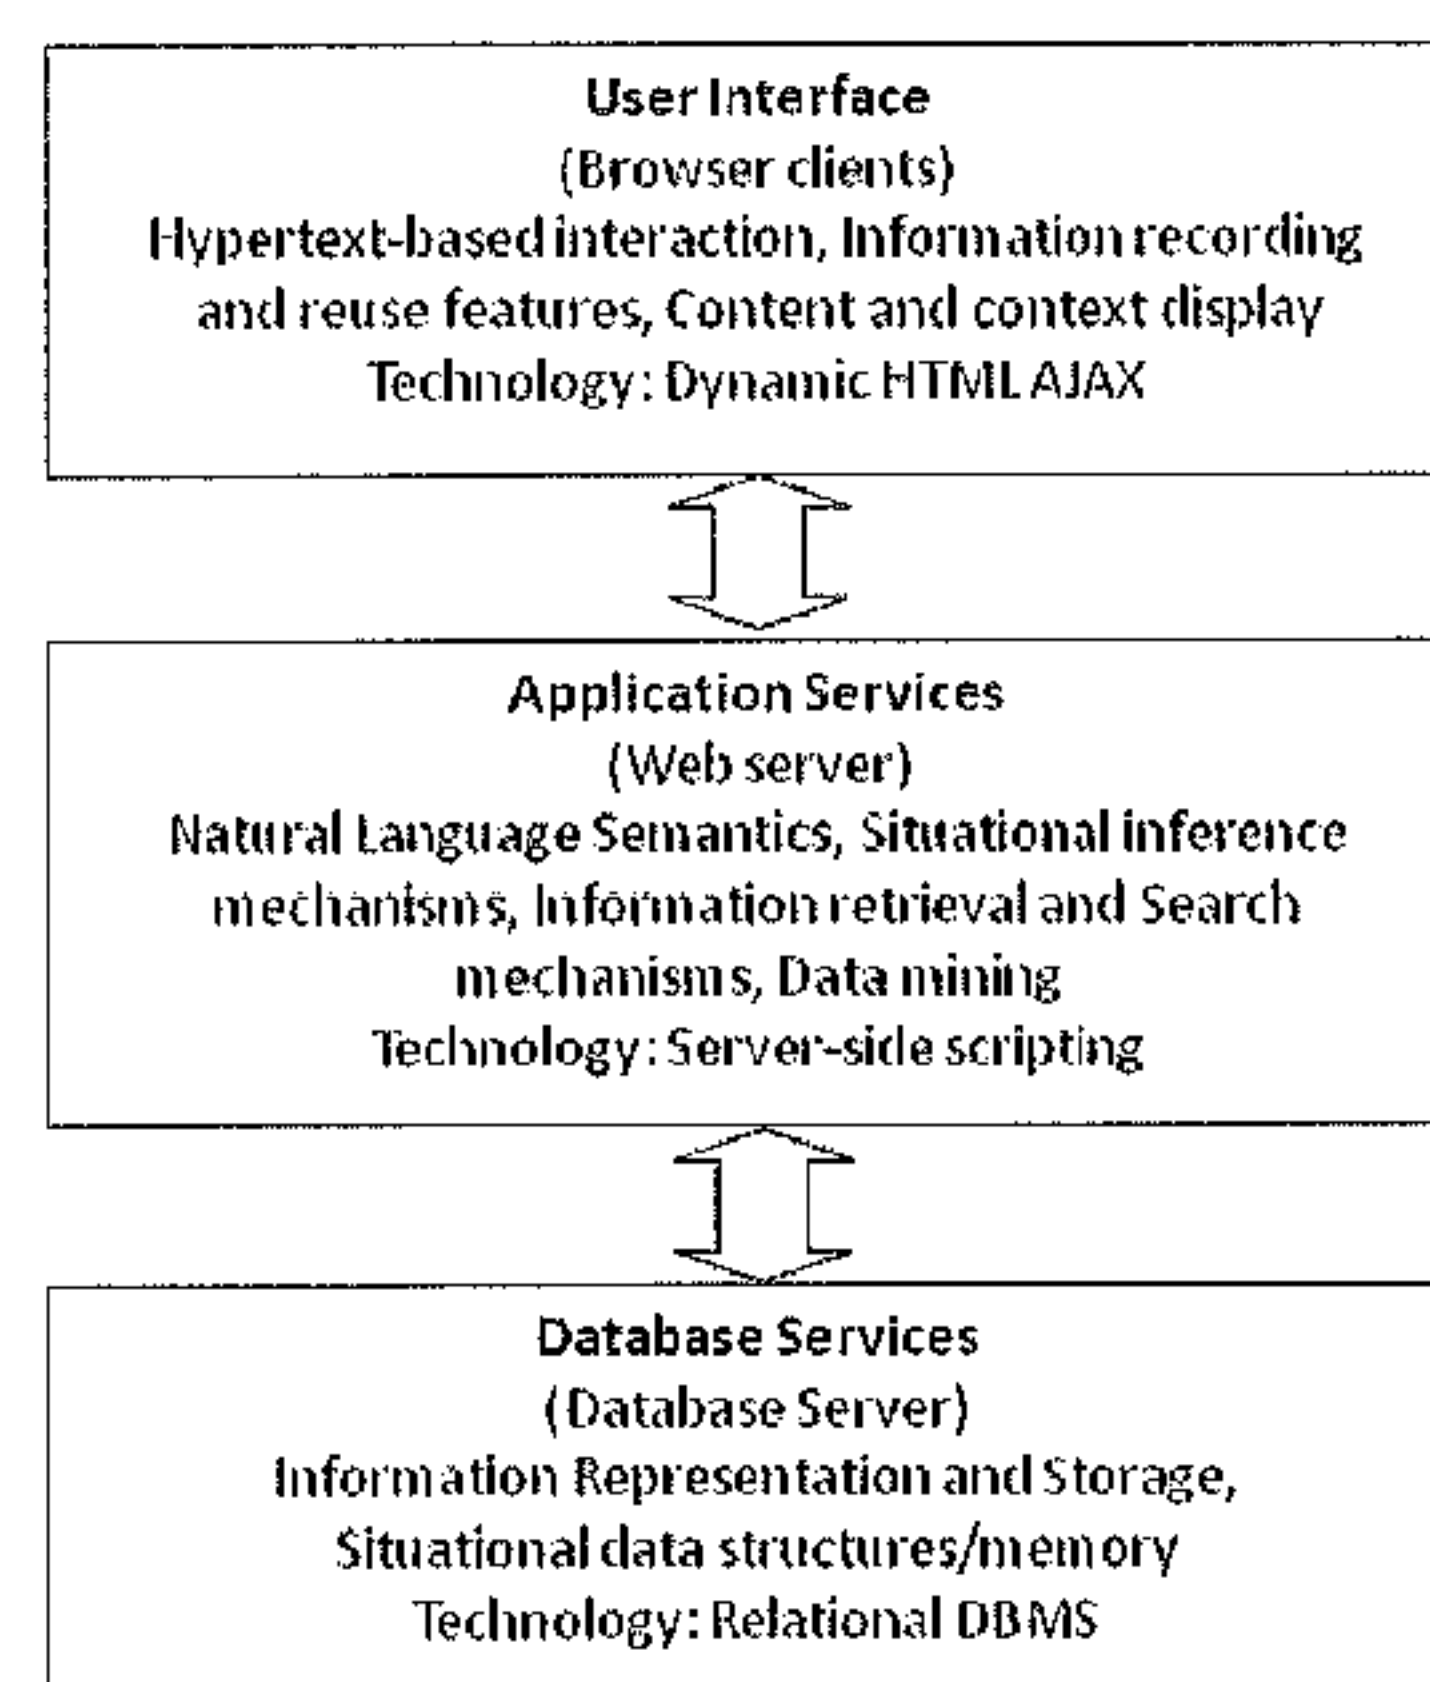 User Interface
(Browser clients)
Hypertext-based interaction, Information recording
and reuse features, Content and context display
Technology: Dynamic HTML AJAX
Application Services
(Web server)
Natural Language Semantics, Situational inference
mechanisms, Information retrieval and Search
mechanisms, Data mining
Technology: Server-side scripting
Database Services
(Database Server)
Information Representation and Storage,
Situational data structures/memory
Technology: Relational DBMS